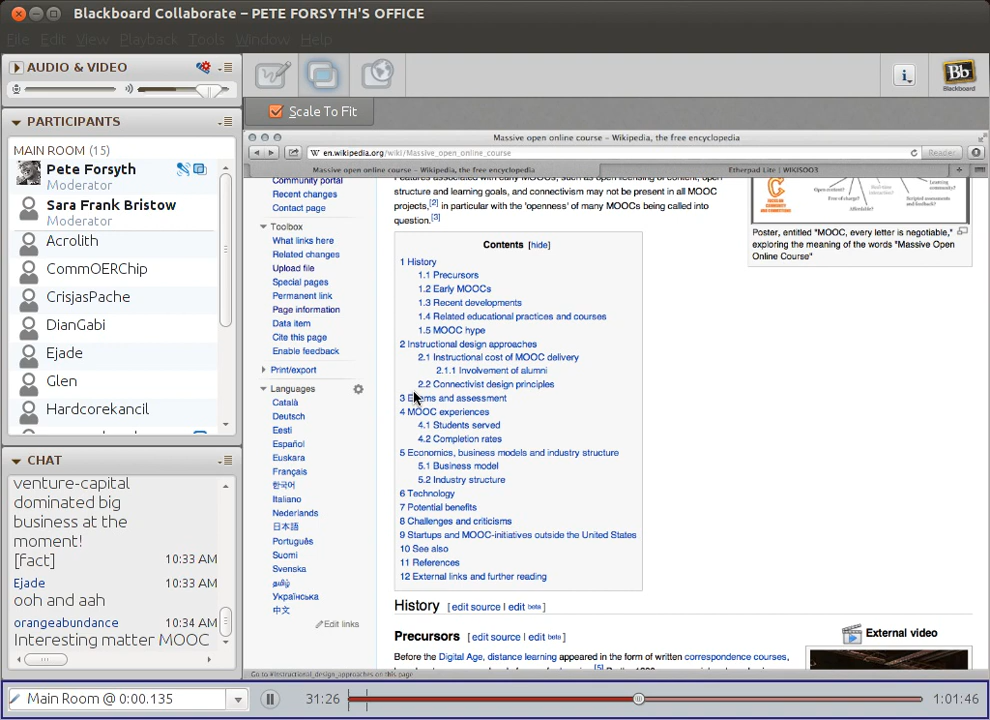 Blackboard Collaborate – PETE FORSYTH'S OFFICE
File Edit View Playback Tools Window Help
AUDIO & VIDEO
PARTICIPANTS
MAIN ROOM (15)
Pete Forsyth
Moderator
Sara Frank Bristow
Moderator
Acrolith
CommOERChip
CrisjasPache
DianGabi
Ejade
Glen
Hardcorekancil
CHAT
venture-capital
dominated big
business at the
moment!
[fact] 10:33 AM
Ejade 10:33 AM
ooh and aah
orangeabundance 10:34 AM
Interesting matter MOOC
Bb
Blackboard
Scale To Fit
Massive open online course – Wikipedia, the free encyclopedia
W en.wikipedia.org/wiki/Massive_open_online_course
Reader
Massive open online course – Wikipedia, the free encyclopedia
Etherpad Lite | WIKISOO3
Community portal
Recent changes
Contact page
Toolbox
What links here
Related changes
Upload file
Special pages
Permanent link
Page information
Data item
Cite this page
Enable feedback
Print/export
Languages
Català
Deutsch
Eesti
Español
Euskara
Français
한국어
Italiano
Nederlands
日本語
Português
Suomi
Svenska
தமிழ்
Українська
中文
Edit links
structure and learning goals, and connectivism may not be present in all MOOC
projects,[2] in particular with the 'openness' of many MOOCs being called into
question.[3]
Contents [hide]
1 History
1.1 Precursors
1.2 Early MOOCs
1.3 Recent developments
1.4 Related educational practices and courses
1.5 MOOC hype
2 Instructional design approaches
2.1 Instructional cost of MOOC delivery
2.1.1 Involvement of alumni
2.2 Connectivist design principles
3 Exams and assessment
4 MOOC experiences
4.1 Students served
4.2 Completion rates
5 Economics, business models and industry structure
5.1 Business model
5.2 Industry structure
6 Technology
7 Potential benefits
8 Challenges and criticisms
9 Startups and MOOC-initiatives outside the United States
10 See also
11 References
12 External links and further reading
Poster, entitled "MOOC, every letter is negotiable,"
exploring the meaning of the words "Massive Open
Online Course"
History [ edit source | edit beta ]
Precursors [ edit source | edit beta ]
Before the Digital Age, distance learning appeared in the form of written correspondence courses,
External video
Go to #Instructional_design_approaches on this page
Main Room @ 0:00.135
31:26
1:01:46